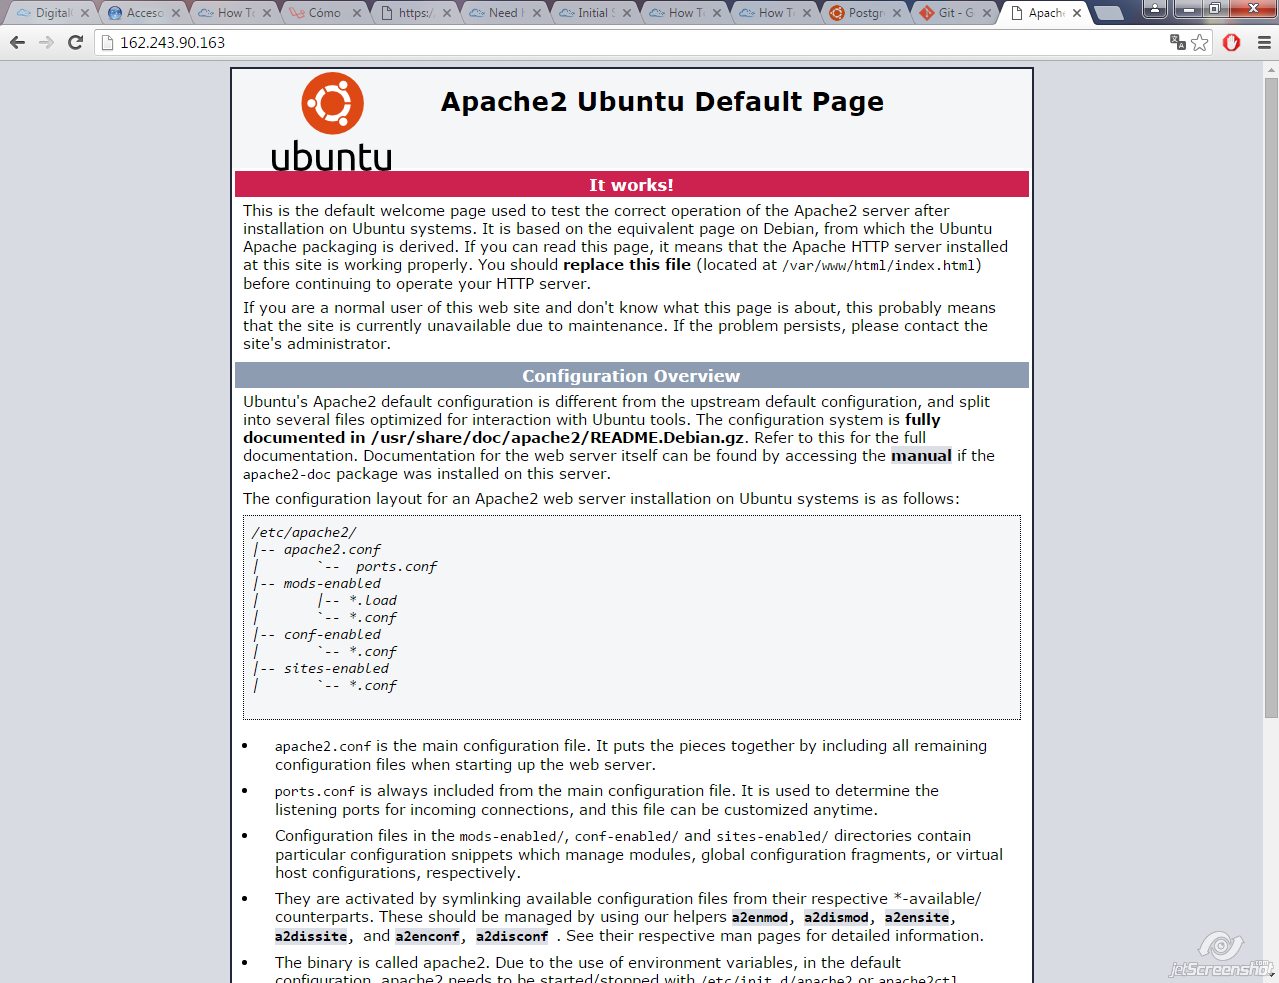 Digital
Acceso
How T
Cómo
https:/
Need
Initial S
How T
How T
Postgr
Git - G
Apache
162.243.90.163
ubuntu
Apache2 Ubuntu Default Page
It works!
This is the default welcome page used to test the correct operation of the Apache2 server after
installation on Ubuntu systems. It is based on the equivalent page on Debian, from which the Ubuntu
Apache packaging is derived. If you can read this page, it means that the Apache HTTP server installed
at this site is working properly. You should replace this file (located at /var/www/html/index.html)
before continuing to operate your HTTP server.
If you are a normal user of this web site and don't know what this page is about, this probably means
that the site is currently unavailable due to maintenance. If the problem persists, please contact the
site's administrator.
Configuration Overview
Ubuntu's Apache2 default configuration is different from the upstream default configuration, and split
into several files optimized for interaction with Ubuntu tools. The configuration system is fully
documented in /usr/share/doc/apache2/README.Debian.gz. Refer to this for the full
documentation. Documentation for the web server itself can be found by accessing the manual if the
apache2-doc package was installed on this server.
The configuration layout for an Apache2 web server installation on Ubuntu systems is as follows:
/etc/apache2/
|-- apache2.conf
|       `--  ports.conf
|-- mods-enabled
|       |-- *.load
|       `-- *.conf
|-- conf-enabled
|       `-- *.conf
|-- sites-enabled
|       `-- *.conf
• apache2.conf is the main configuration file. It puts the pieces together by including all remaining
configuration files when starting up the web server.
• ports.conf is always included from the main configuration file. It is used to determine the
listening ports for incoming connections, and this file can be customized anytime.
• Configuration files in the mods-enabled/, conf-enabled/ and sites-enabled/ directories contain
particular configuration snippets which manage modules, global configuration fragments, or virtual
host configurations, respectively.
• They are activated by symlinking available configuration files from their respective *-available/
counterparts. These should be managed by using our helpers a2enmod, a2dismod, a2ensite,
a2dissite, and a2enconf, a2disconf . See their respective man pages for detailed information.
• The binary is called apache2. Due to the use of environment variables, in the default
configuration, apache2 needs to be started/stopped with /etc/init.d/apache2 or apache2ctl.
jetScreenshot.com